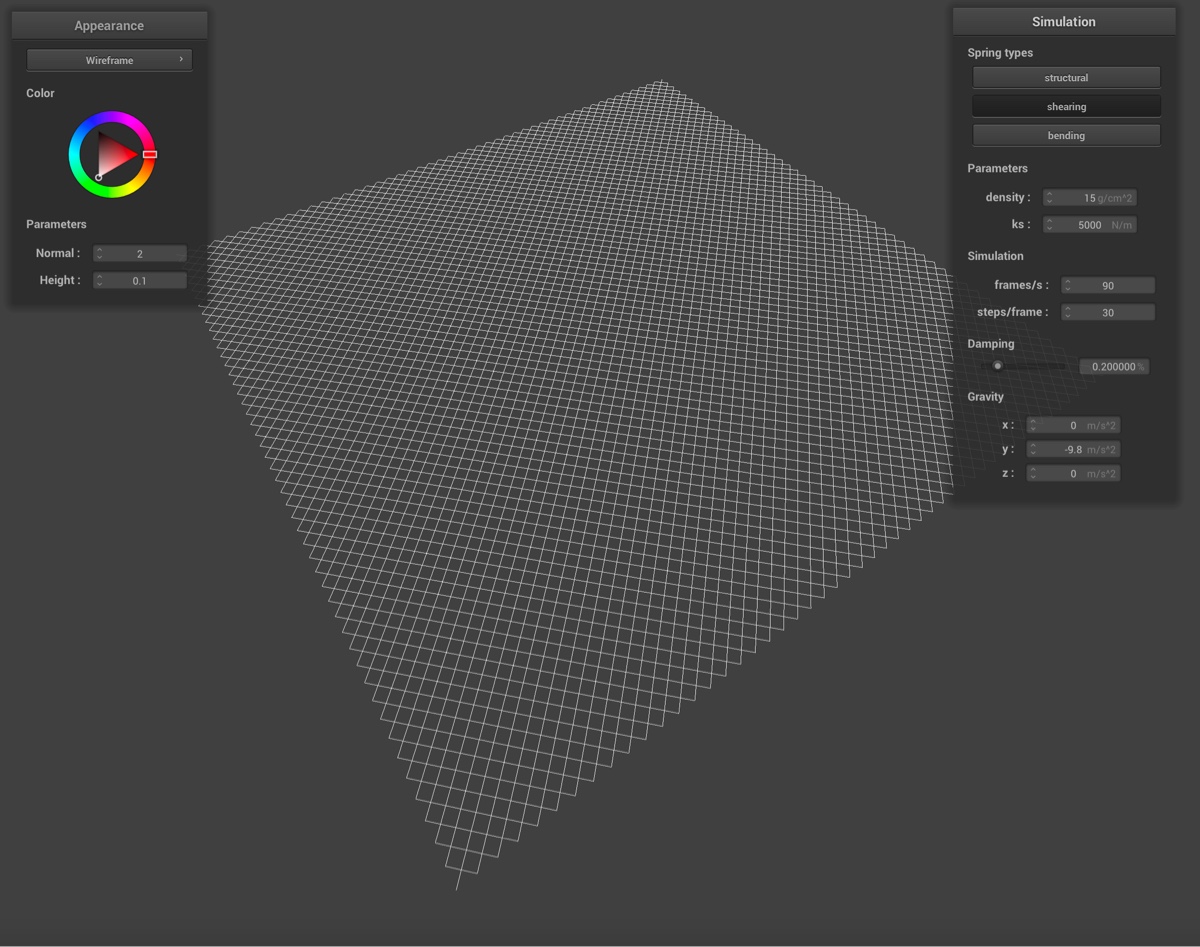 Appearance
Wireframe
Color
Parameters
Normal : 2
Height : 0.1
Simulation
Spring types
structural
shearing
bending
Parameters
density : 15 g/cm^2
ks : 5000 N/m
Simulation
frames/s : 90
steps/frame : 30
Damping
0.200000 %
Gravity
x : 0 m/s^2
y : -9.8 m/s^2
z : 0 m/s^2